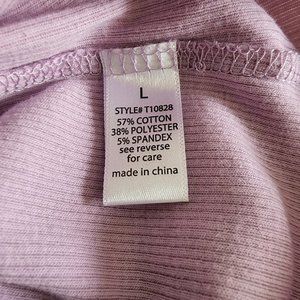 L
STYLE# T10828
57% COTTON
38% POLYESTER
5% SPANDEX
see reverse
for care
made in china